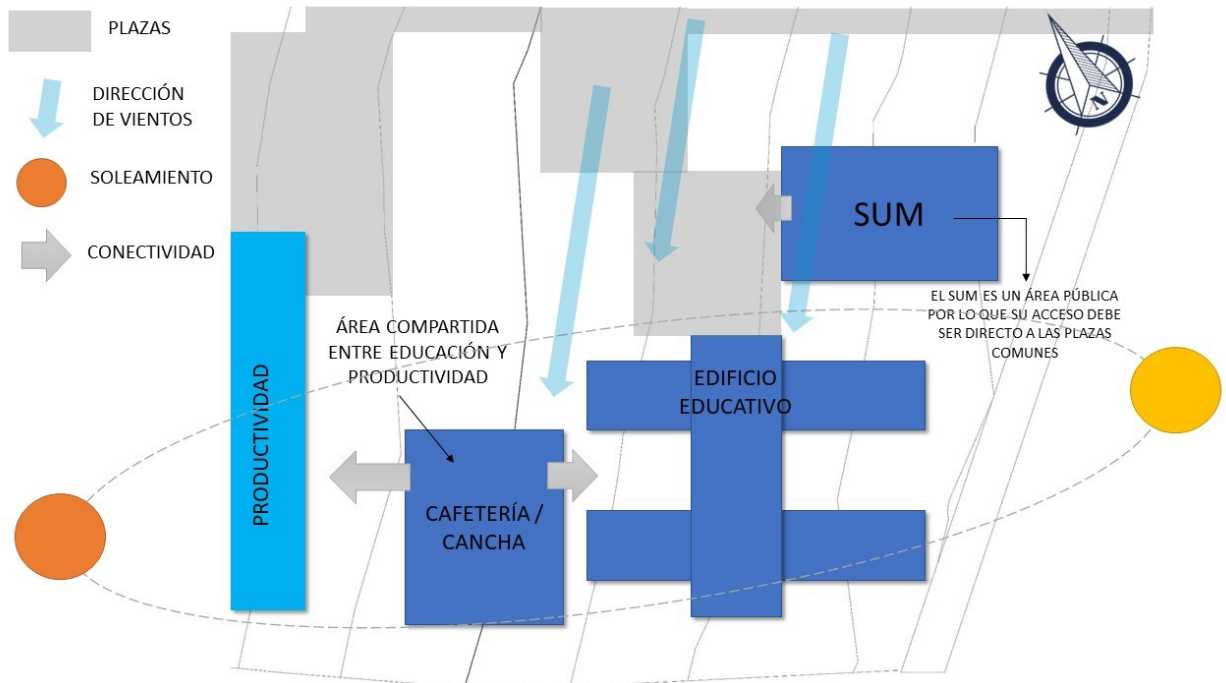 PLAZAS
DIRECCIÓN
DE VIENTOS
SOLEAMIENTO
CONECTIVIDAD
N
SUM
EL SUM ES UN ÁREA PÚBLICA
POR LO QUE SU ACCESO DEBE
SER DIRECTO A LAS PLAZAS
COMUNES
ÁREA COMPARTIDA
ENTRE EDUCACIÓN Y
PRODUCTIVIDAD
EDIFICIO
EDUCATIVO
PRODUCTIVIDAD
CAFETERÍA /
CANCHA